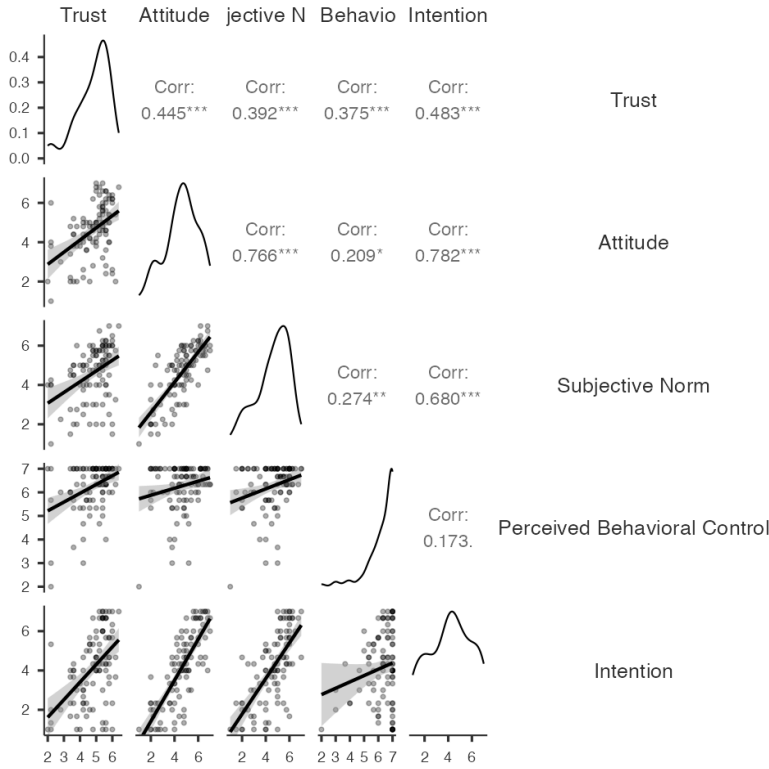 Trust Attitude jective N Behavio Intention
0.4
0.3
0.2
0.1
0.0
Corr:
0.445***
Corr:
0.392***
Corr:
0.375***
Corr:
0.483***
Trust
6
4
2
Corr:
0.766***
Corr:
0.209*
Corr:
0.782***
Attitude
6
4
2
Corr:
0.274**
Corr:
0.680***
Subjective Norm
7
6
5
4
3
2
Corr:
0.173.
Perceived Behavioral Control
6
4
2
Intention
2 3 4 5 6 2 4 6 2 4 6 2 3 4 5 6 7 2 4 6